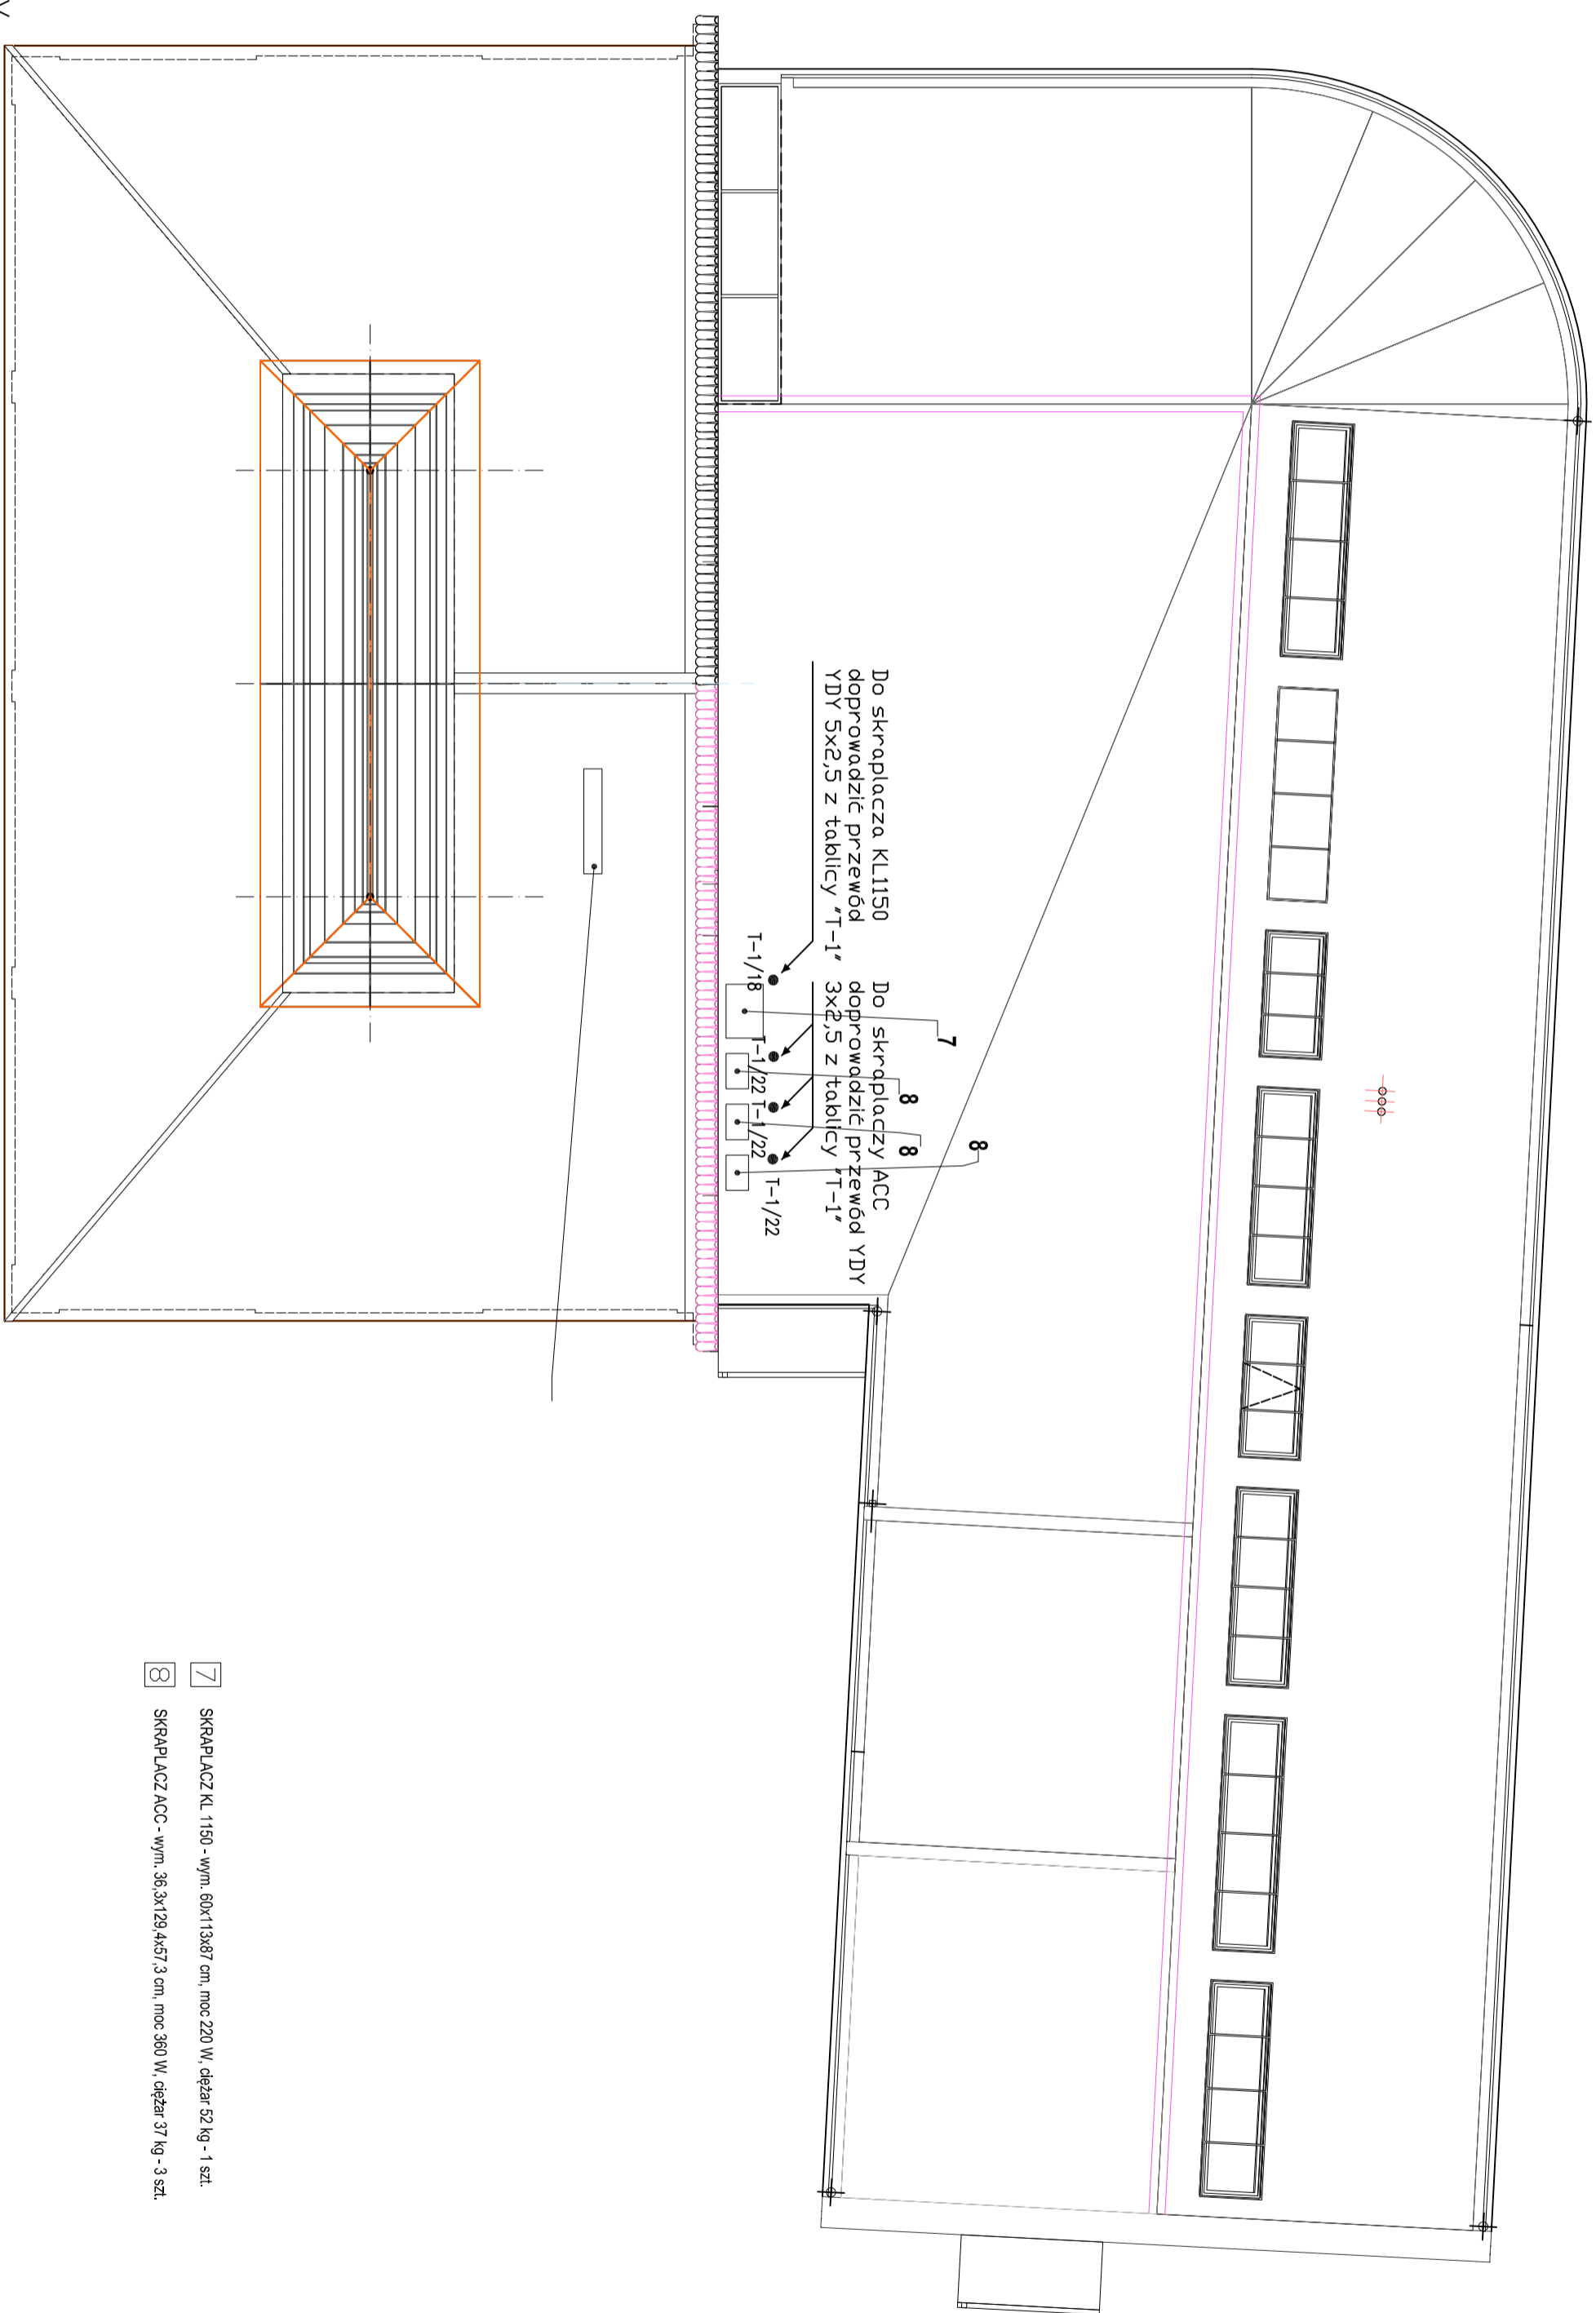 Do skraplacza KL1150
doprowadzić przewód
YDY 5x2,5 z tablicy "T-1"
Do skraplaczy ACC
doprowadzić przewód YDY
3x2,5 z tablicy "T-1"
T-1/18
T-1/22
T-1/22
T-1/22
7
8
8
8
7 SKRAPLACZ KL 1150 - wym. 60x113x87 cm, moc 220 W, ciężar 52 kg - 1 szt.
8 SKRAPLACZ ACC - wym. 36,3x129,4x57,3 cm, moc 360 W, ciężar 37 kg - 3 szt.